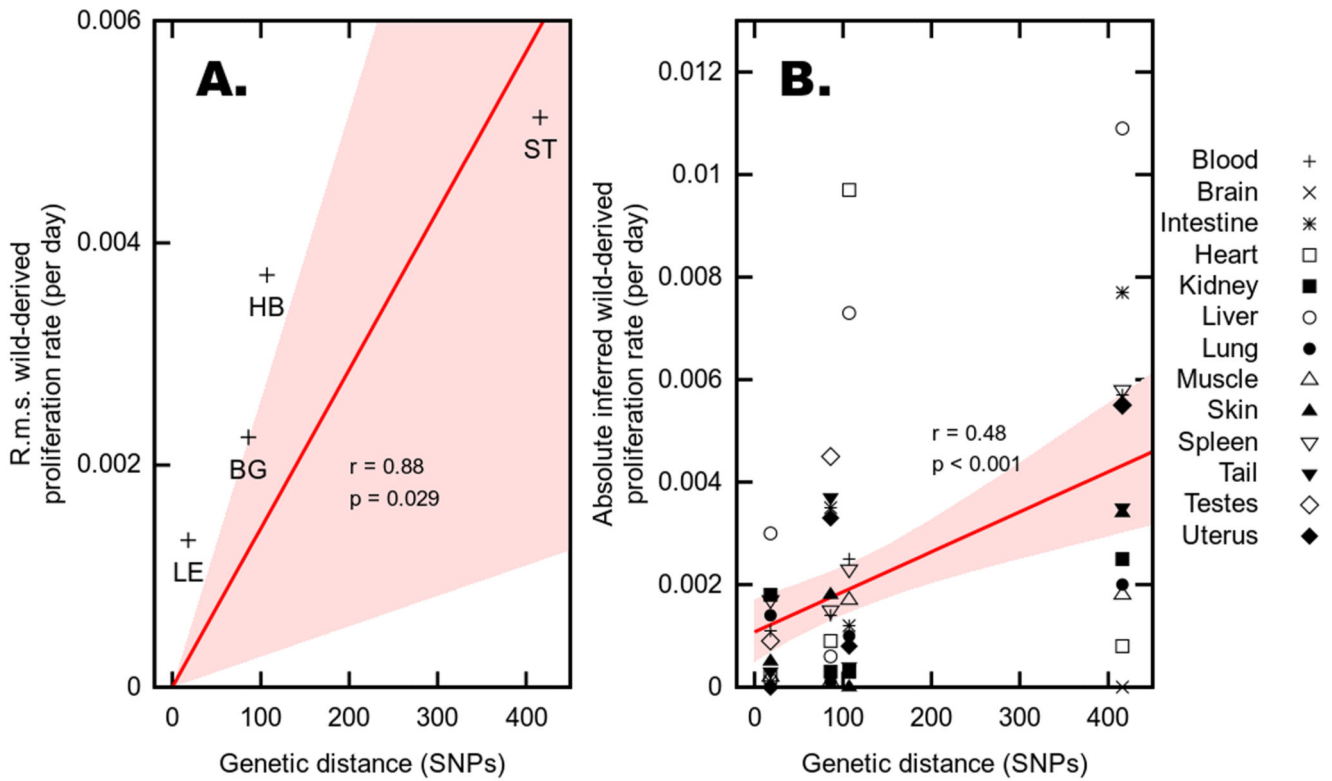 A.
0.006
0.004
0.002
0
R.m.s. wild-derived
proliferation rate (per day)
ST
HB
BG
LE
r = 0.88
p = 0.029
0
100
200
300
400
Genetic distance (SNPs)
B.
0.012
0.01
0.008
0.006
0.004
0.002
0
Absolute inferred wild-derived
proliferation rate (per day)
r = 0.48
p < 0.001
0
100
200
300
400
Genetic distance (SNPs)
Blood
Brain
Intestine
Heart
Kidney
Liver
Lung
Muscle
Skin
Spleen
Tail
Testes
Uterus